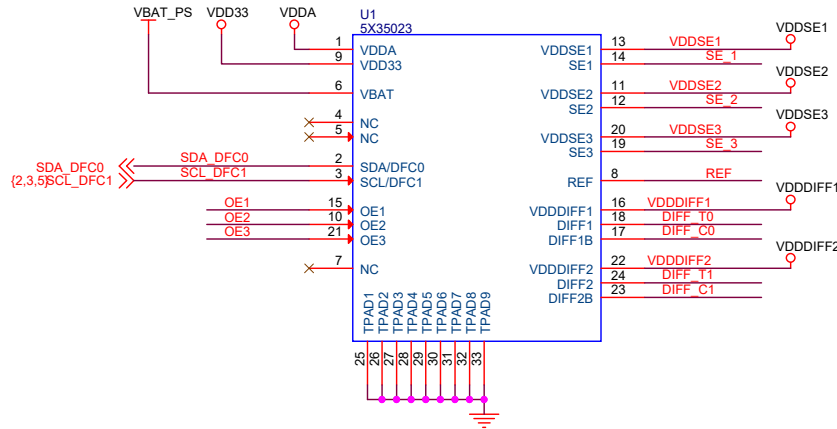 VBAT_PS VDD33 VDDA
U1
5X35023
1 VDDA
9 VDD33
6 VBAT
4 NC
5 NC
SDA_DFC0 SDA_DFC0 2 SDA/DFC0
{2,3,5}SCL_DFC1 SCL_DFC1 3 SCL/DFC1
OE1 15 OE1
OE2 10 OE2
OE3 21 OE3
7 NC
VDDSE1 13 VDDSE1 VDDSE1
SE1 14 SE_1
VDDSE2 11 VDDSE2 VDDSE2
SE2 12 SE_2
VDDSE3 20 VDDSE3 VDDSE3
SE3 19 SE_3
REF 8 REF
VDDDIFF1 16 VDDDIFF1 VDDDIFF1
DIFF1 18 DIFF_T0
DIFF1B 17 DIFF_C0
VDDDIFF2 22 VDDDIFF2 VDDDIFF2
DIFF2 24 DIFF_T1
DIFF2B 23 DIFF_C1
TPAD1 TPAD2 TPAD3 TPAD4 TPAD5 TPAD6 TPAD7 TPAD8 TPAD9
25 26 27 28 29 30 31 32 33